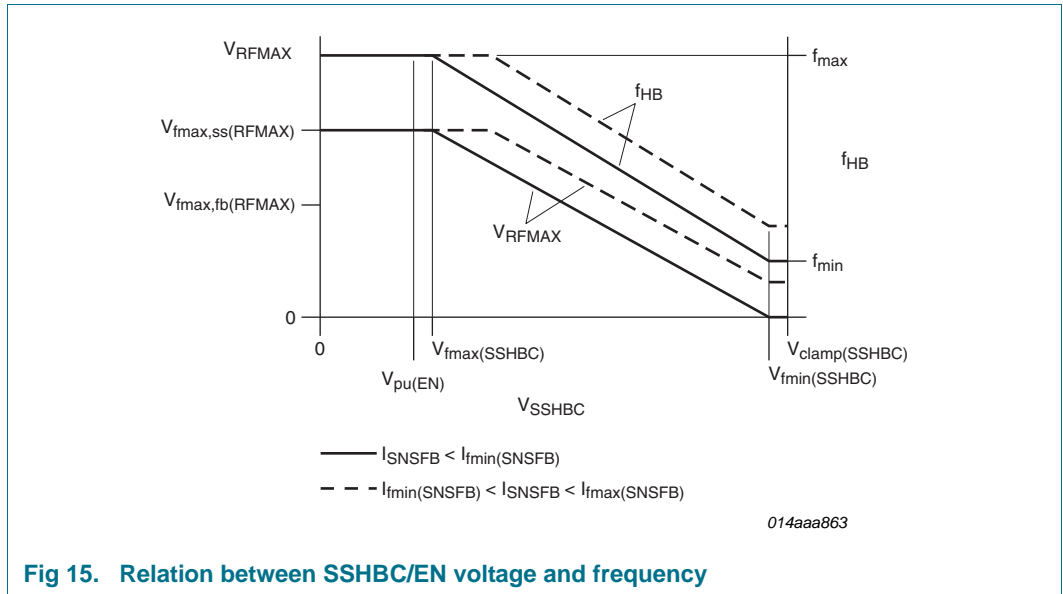 VRFMAX
fmax
fHB
Vfmax,ss(RFMAX)
fHB
Vfmax,fb(RFMAX)
VRFMAX
fmin
0
0
Vfmax(SSHBC)
Vclamp(SSHBC)
Vpu(EN)
Vfmin(SSHBC)
VSSHBC
ISNSFB < Ifmin(SNSFB)
Ifmin(SNSFB) < ISNSFB < Ifmax(SNSFB)
014aaa863
Fig 15. Relation between SSHBC/EN voltage and frequency